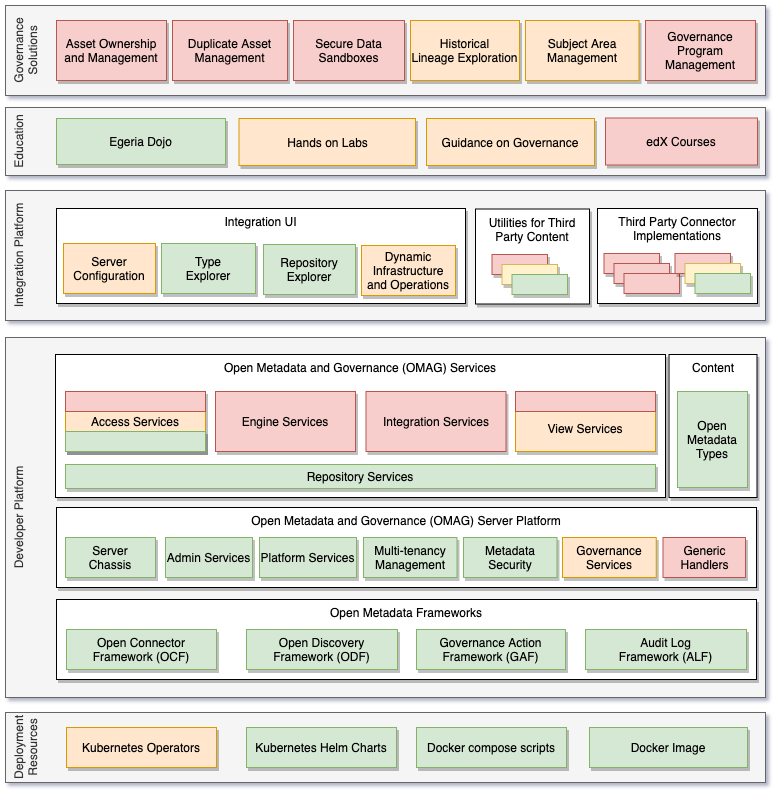 Governance
Solutions
Asset Ownership
and Management
Duplicate Asset
Management
Secure Data
Sandboxes
Historical
Lineage Exploration
Subject Area
Management
Governance
Program
Management
Education
Egeria Dojo
Hands on Labs
Guidance on Governance
edX Courses
Integration Platform
Integration UI
Server
Configuration
Type
Explorer
Repository
Explorer
Dynamic
Infrastructure
and Operations
Utilities for Third
Party Content
Third Party Connector
Implementations
Developer Platform
Open Metadata and Governance (OMAG) Services
Access Services
Engine Services
Integration Services
View Services
Repository Services
Content
Open
Metadata
Types
Open Metadata and Governance (OMAG) Server Platform
Server
Chassis
Admin Services
Platform Services
Multi-tenancy
Management
Metadata
Security
Governance
Services
Generic
Handlers
Open Metadata Frameworks
Open Connector
Framework (OCF)
Open Discovery
Framework (ODF)
Governance Action
Framework (GAF)
Audit Log
Framework (ALF)
Deployment
Resources
Kubernetes Operators
Kubernetes Helm Charts
Docker compose scripts
Docker Image